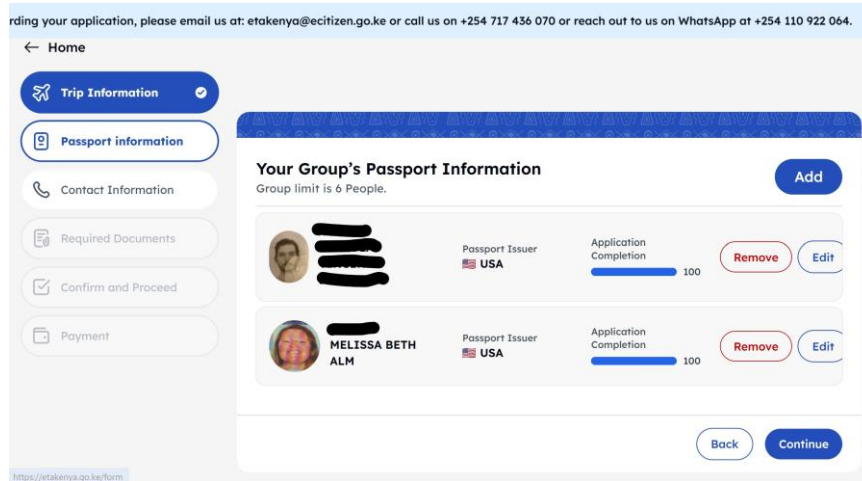 rding your application, please email us at: etakenya@ecitizen.go.ke or call us on +254 717 436 070 or reach out to us on WhatsApp at +254 110 922 064.
← Home
Trip Information
Passport information
Contact Information
Required Documents
Confirm and Proceed
Payment
Your Group's Passport Information
Group limit is 6 People.
Add
Passport Issuer
USA
Application
Completion
100
Remove
Edit
MELISSA BETH
ALM
Passport Issuer
USA
Application
Completion
100
Remove
Edit
Back
Continue
https://etakenya.go.ke/form